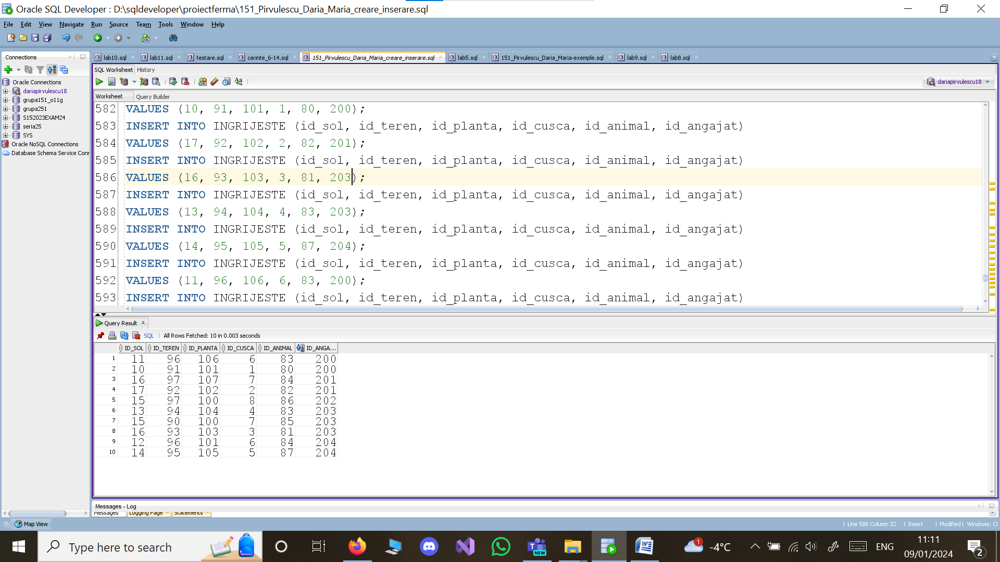 Oracle SQL Developer : D:\sqldeveloper\proiectferma\151_Pirvulescu_Daria_Maria_creare_inserare.sql
File Edit View Navigate Run Source Team Tools Window Help
Connections
lab10.sql lab11.sql testare.sql cerinte_6-14.sql 151_Pirvulescu_Daria_Maria_creare_inserare.sql lab5.sql 151_Pirvulescu_Daria_Maria-exemple.sql lab9.sql lab8.sql
SQL Worksheet History
Oracle Connections
dariapirvulescu18
grupa151_o11g
grupa251
S152023EXAM24
seria25
SYS
Oracle NoSQL Connections
Database Schema Service Conr
dariapirvulescu18
Worksheet Query Builder
582 VALUES (10, 91, 101, 1, 80, 200);
583 INSERT INTO INGRIJESTE (id_sol, id_teren, id_planta, id_cusca, id_animal, id_angajat)
584 VALUES (17, 92, 102, 2, 82, 201);
585 INSERT INTO INGRIJESTE (id_sol, id_teren, id_planta, id_cusca, id_animal, id_angajat)
586 VALUES (16, 93, 103, 3, 81, 203);
587 INSERT INTO INGRIJESTE (id_sol, id_teren, id_planta, id_cusca, id_animal, id_angajat)
588 VALUES (13, 94, 104, 4, 83, 203);
589 INSERT INTO INGRIJESTE (id_sol, id_teren, id_planta, id_cusca, id_animal, id_angajat)
590 VALUES (14, 95, 105, 5, 87, 204);
591 INSERT INTO INGRIJESTE (id_sol, id_teren, id_planta, id_cusca, id_animal, id_angajat)
592 VALUES (11, 96, 106, 6, 83, 200);
593 INSERT INTO INGRIJESTE (id_sol, id_teren, id_planta, id_cusca, id_animal, id_angajat)
Query Result
SQL All Rows Fetched: 10 in 0.003 seconds
ID_SOL ID_TEREN ID_PLANTA ID_CUSCA ID_ANIMAL ID_ANGA...
1 11 96 106 6 83 200
2 10 91 101 1 80 200
3 16 97 107 7 84 201
4 17 92 102 2 82 201
5 15 97 100 8 86 202
6 13 94 104 4 83 203
7 15 90 100 7 85 203
8 16 93 103 3 81 203
9 12 96 101 6 84 204
10 14 95 105 5 87 204
Messages - Log
Messages Logging Page Statements
Map View
Line 586 Column 32 Insert Modified Windows: Cl
Type here to search
NEW
1
-4°C
ENG
11:11
09/01/2024
2